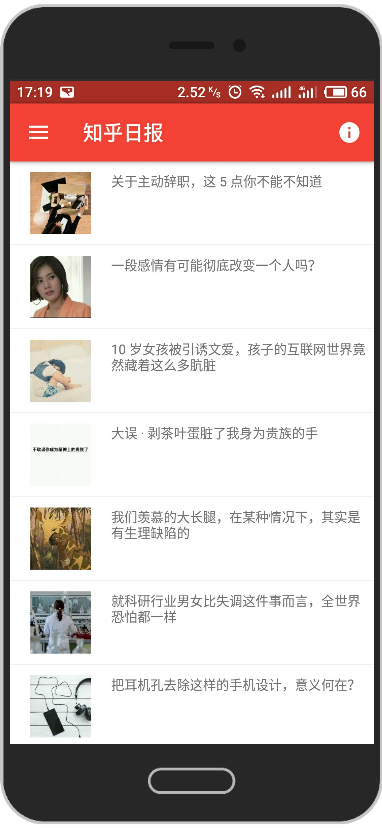 17:19 2.52 K/s 4G 66
知乎日报
关于主动辞职，这 5 点你不能不知道
一段感情有可能彻底改变一个人吗？
10 岁女孩被引诱文爱，孩子的互联网世界竟
然藏着这么多肮脏
大误 · 剥茶叶蛋脏了我身为贵族的手
我们羡慕的大长腿，在某种情况下，其实是
有生理缺陷的
就科研行业男女比失调这件事而言，全世界
恐怕都一样
把耳机孔去除这样的手机设计，意义何在？